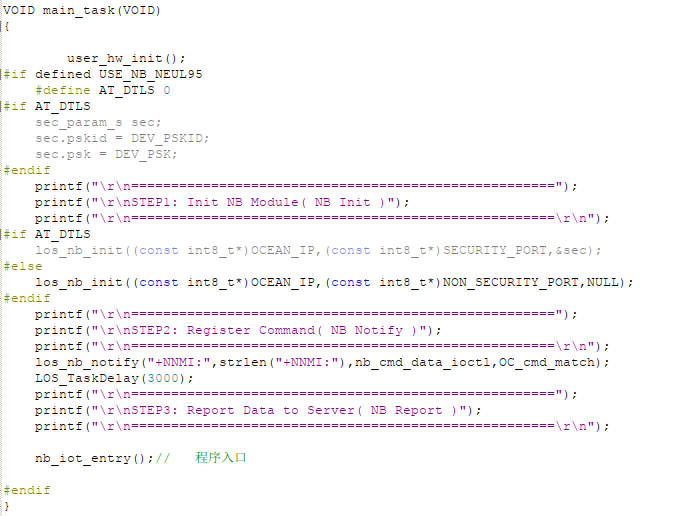 VOID main_task(VOID)
{
user_hw_init();
#if defined USE_NB_NEUL95
#define AT_DTLS 0
#if AT_DTLS
sec_param_s sec;
sec.pskid = DEV_PSKID;
sec.psk = DEV_PSK;
#endif
printf("\r\n=====================================================");
printf("\r\nSTEP1: Init NB Module( NB Init )");
printf("\r\n=====================================================\r\n");
#if AT_DTLS
los_nb_init((const int8_t*)OCEAN_IP,(const int8_t*)SECURITY_PORT,&sec);
#else
los_nb_init((const int8_t*)OCEAN_IP,(const int8_t*)NON_SECURITY_PORT,NULL);
#endif
printf("\r\n=====================================================");
printf("\r\nSTEP2: Register Command( NB Notify )");
printf("\r\n=====================================================\r\n");
los_nb_notify("+NNMI:",strlen("+NNMI:"),nb_cmd_data_ioctl,OC_cmd_match);
LOS_TaskDelay(3000);
printf("\r\n=====================================================");
printf("\r\nSTEP3: Report Data to Server( NB Report )");
printf("\r\n=====================================================\r\n");
nb_iot_entry();// 程序入口
#endif
}